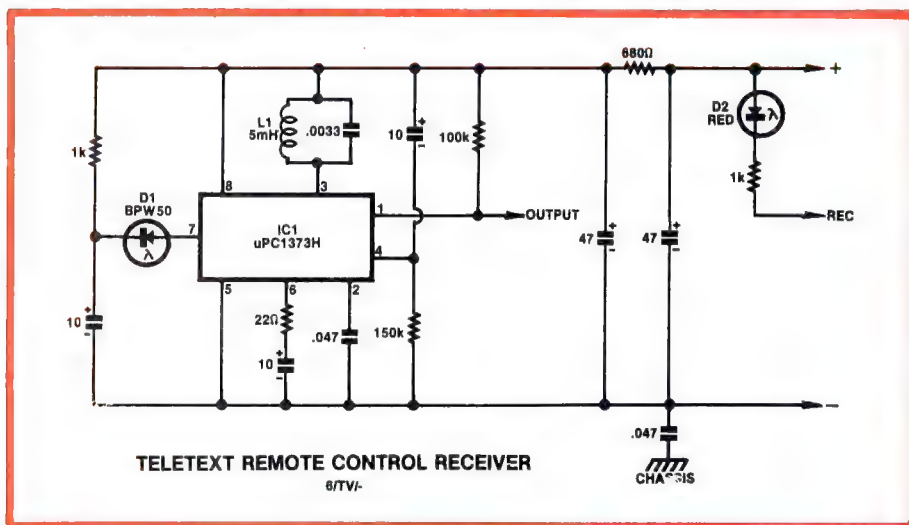 680Ω
+
L1
5mH
.0033
10
+
-
100k
D2
RED
λ
1k
D1
BPW50
λ
7
8
3
1
OUTPUT
1k
REC
IC1
uPC1373H
4
47
+
-
47
+
-
10
+
-
5
6
2
22Ω
10
+
-
.047
150k
-
.047
CHASSIS
TELETEXT REMOTE CONTROL RECEIVER
6/TV/-